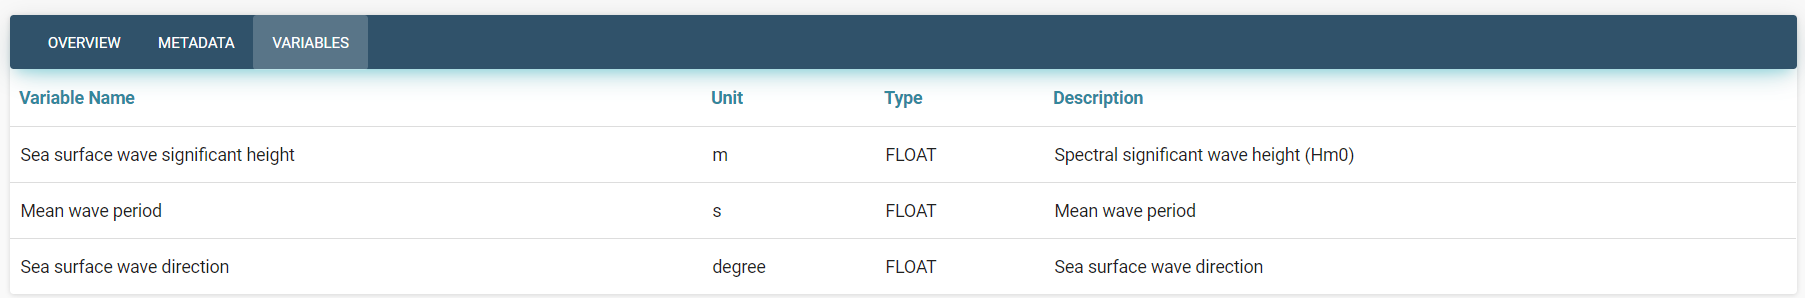 OVERVIEW METADATA VARIABLES
Variable Name Unit Type Description
Sea surface wave significant height m FLOAT Spectral significant wave height (Hm0)
Mean wave period s FLOAT Mean wave period
Sea surface wave direction degree FLOAT Sea surface wave direction